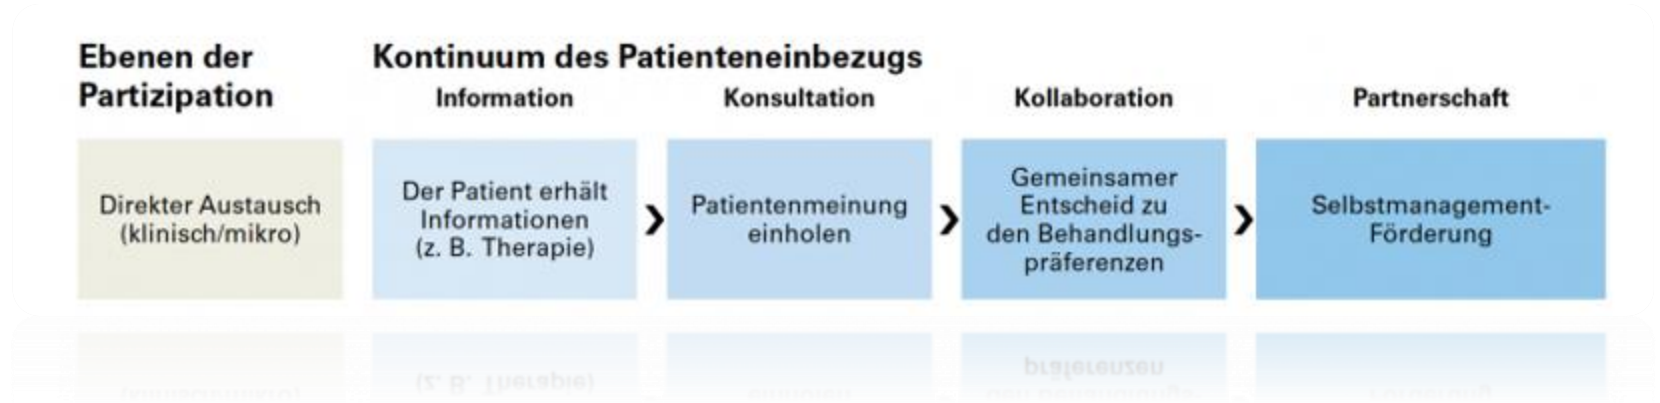 Ebenen der
Partizipation
Kontinuum des Patienteneinbezugs
Information
Konsultation
Kollaboration
Partnerschaft
Direkter Austausch
(klinisch/mikro)
Der Patient erhält
Informationen
(z. B. Therapie)
Patientenmeinung
einholen
Gemeinsamer
Entscheid zu
den Behandlungs-
präferenzen
Selbstmanagement-
Förderung